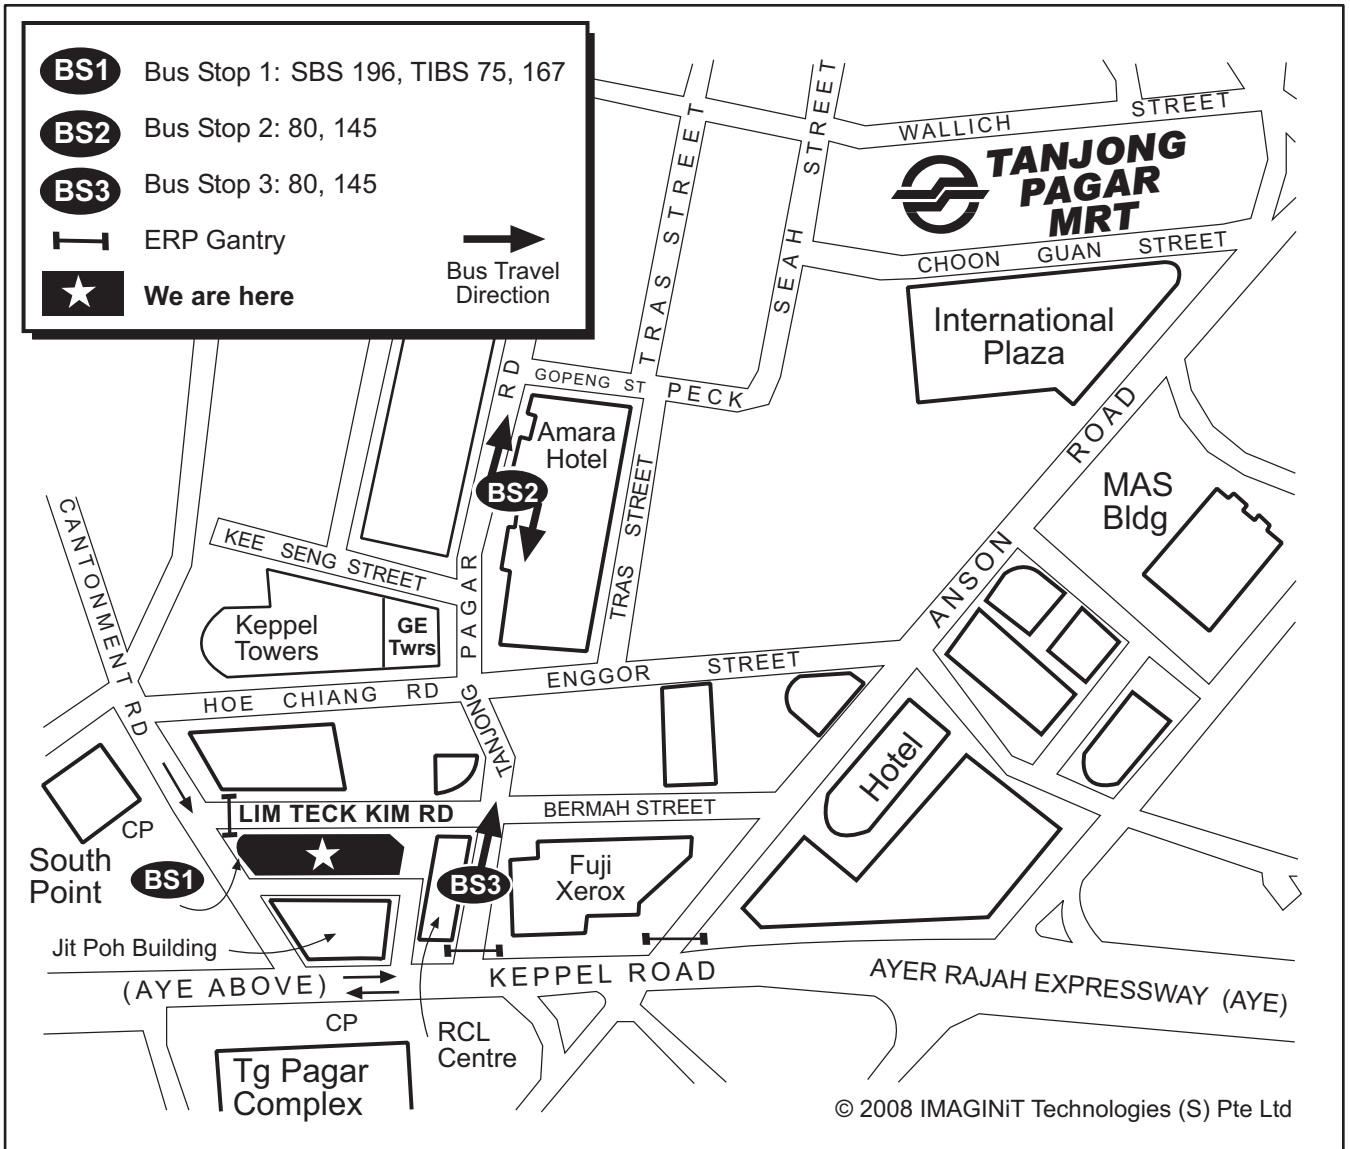 BS1 Bus Stop 1: SBS 196, TIBS 75, 167
BS2 Bus Stop 2: 80, 145
BS3 Bus Stop 3: 80, 145
ERP Gantry
Bus Travel
Direction
We are here
WALLICH STREET
TANJONG
PAGAR
MRT
CHOON GUAN STREET
TRAS STREET
SEAH STREET
PECK
GOPENG ST
International
Plaza
Amara
Hotel
BS2
TRAS STREET
MAS
Bldg
ANSON ROAD
CANTONMENT RD
KEE SENG STREET
Keppel
Towers
GE
Twrs
TANJONG PAGAR RD
HOE CHIANG RD
ENGGOR STREET
Hotel
LIM TECK KIM RD
BERMAH STREET
CP
South
Point
BS1
BS3
Fuji
Xerox
Jit Poh Building
(AYE ABOVE)
KEPPEL ROAD
AYER RAJAH EXPRESSWAY (AYE)
CP
RCL
Centre
Tg Pagar
Complex
© 2008 IMAGINiT Technologies (S) Pte Ltd